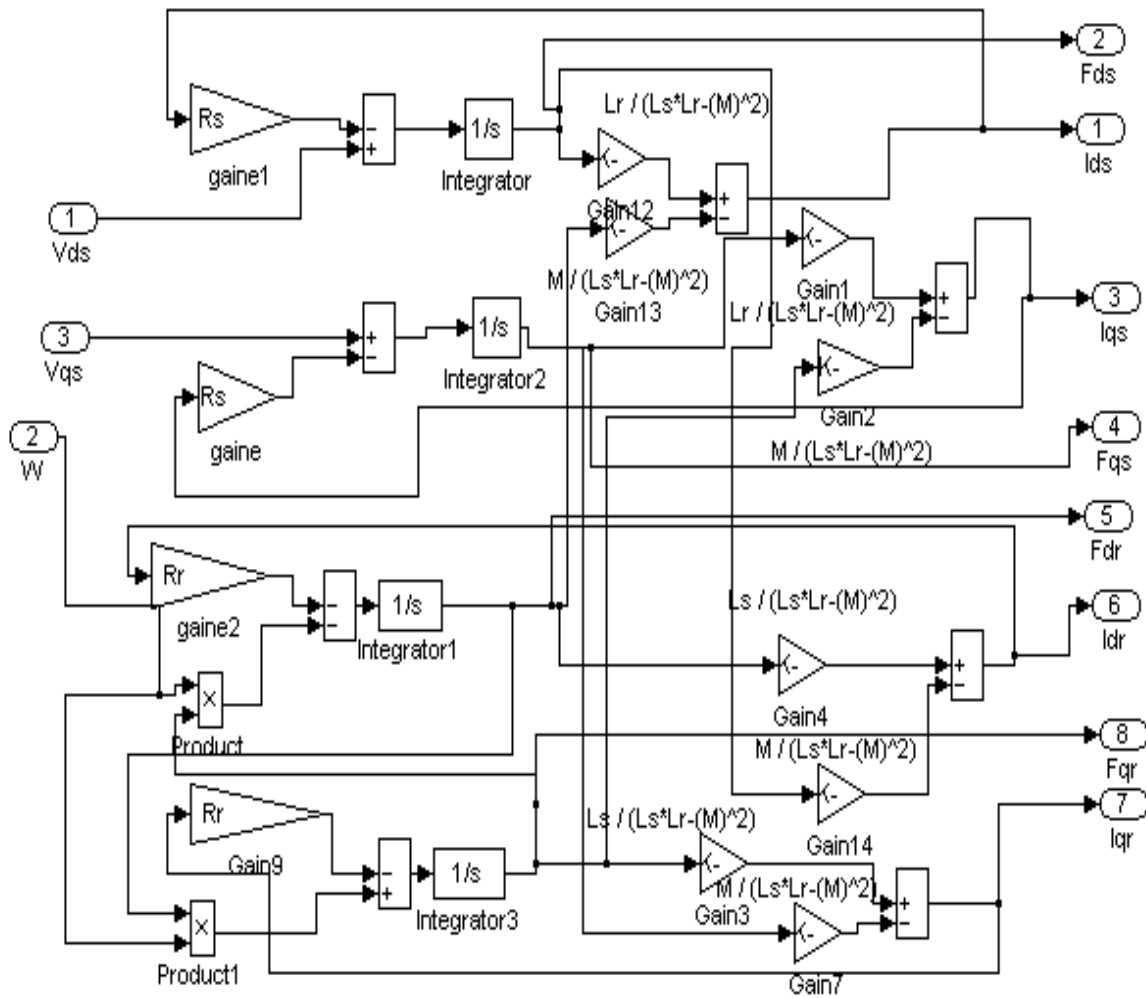 2
Fds
Rs
1/s
Lr / (Ls*Lr-(M)^2)
1
Ids
gaine1
Integrator
Gain12
1
Vds
M / (Ls*Lr-(M)^2)
Gain13
Gain1
Lr / (Ls*Lr-(M)^2)
3
Iqs
3
Vqs
1/s
Integrator2
Rs
gaine
Gain2
M / (Ls*Lr-(M)^2)
4
Fqs
2
W
5
Fdr
Rr
gaine2
1/s
Integrator1
Ls / (Ls*Lr-(M)^2)
6
Idr
Gain4
X
Product
M / (Ls*Lr-(M)^2)
8
Fqr
Rr
Gain9
Ls / (Ls*Lr-(M)^2)
Gain14
7
Iqr
1/s
Integrator3
M / (Ls*Lr-(M)^2)
Gain3
X
Product1
Gain7